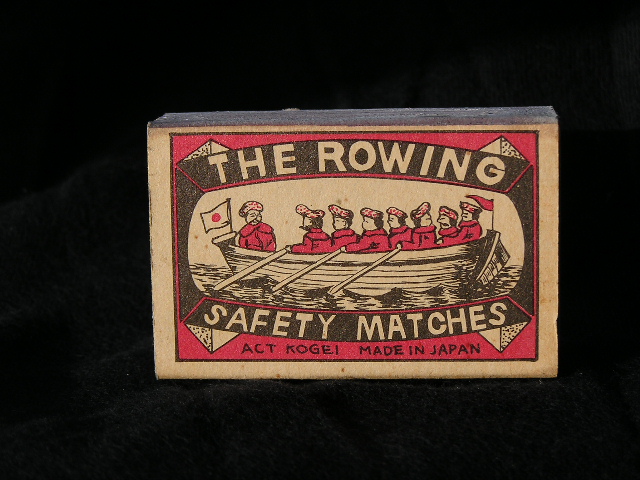 THE ROWING
SAFETY MATCHES
ACT KOGEI MADE IN JAPAN